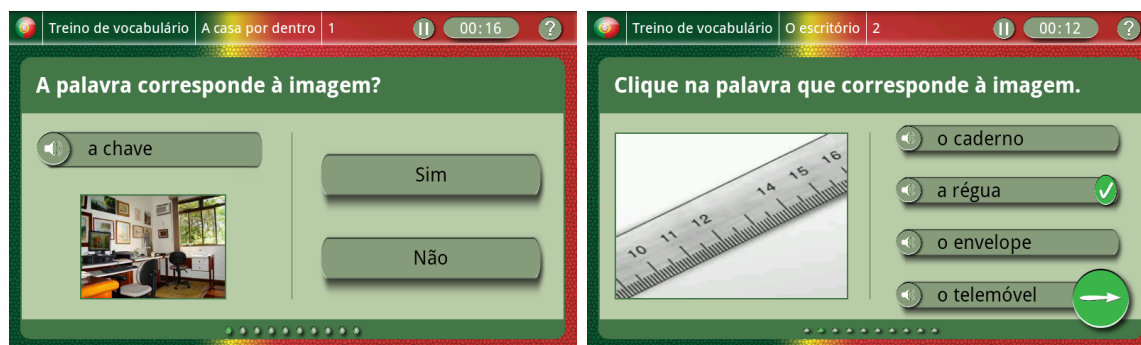 Treino de vocabulário A casa por dentro 1 00:16 ?
A palavra corresponde à imagem?
a chave
Sim
Não
Treino de vocabulário O escritório 2 00:12 ?
Clique na palavra que corresponde à imagem.
10 11 12 14 15 16
o caderno
a régua
o envelope
o telemóvel